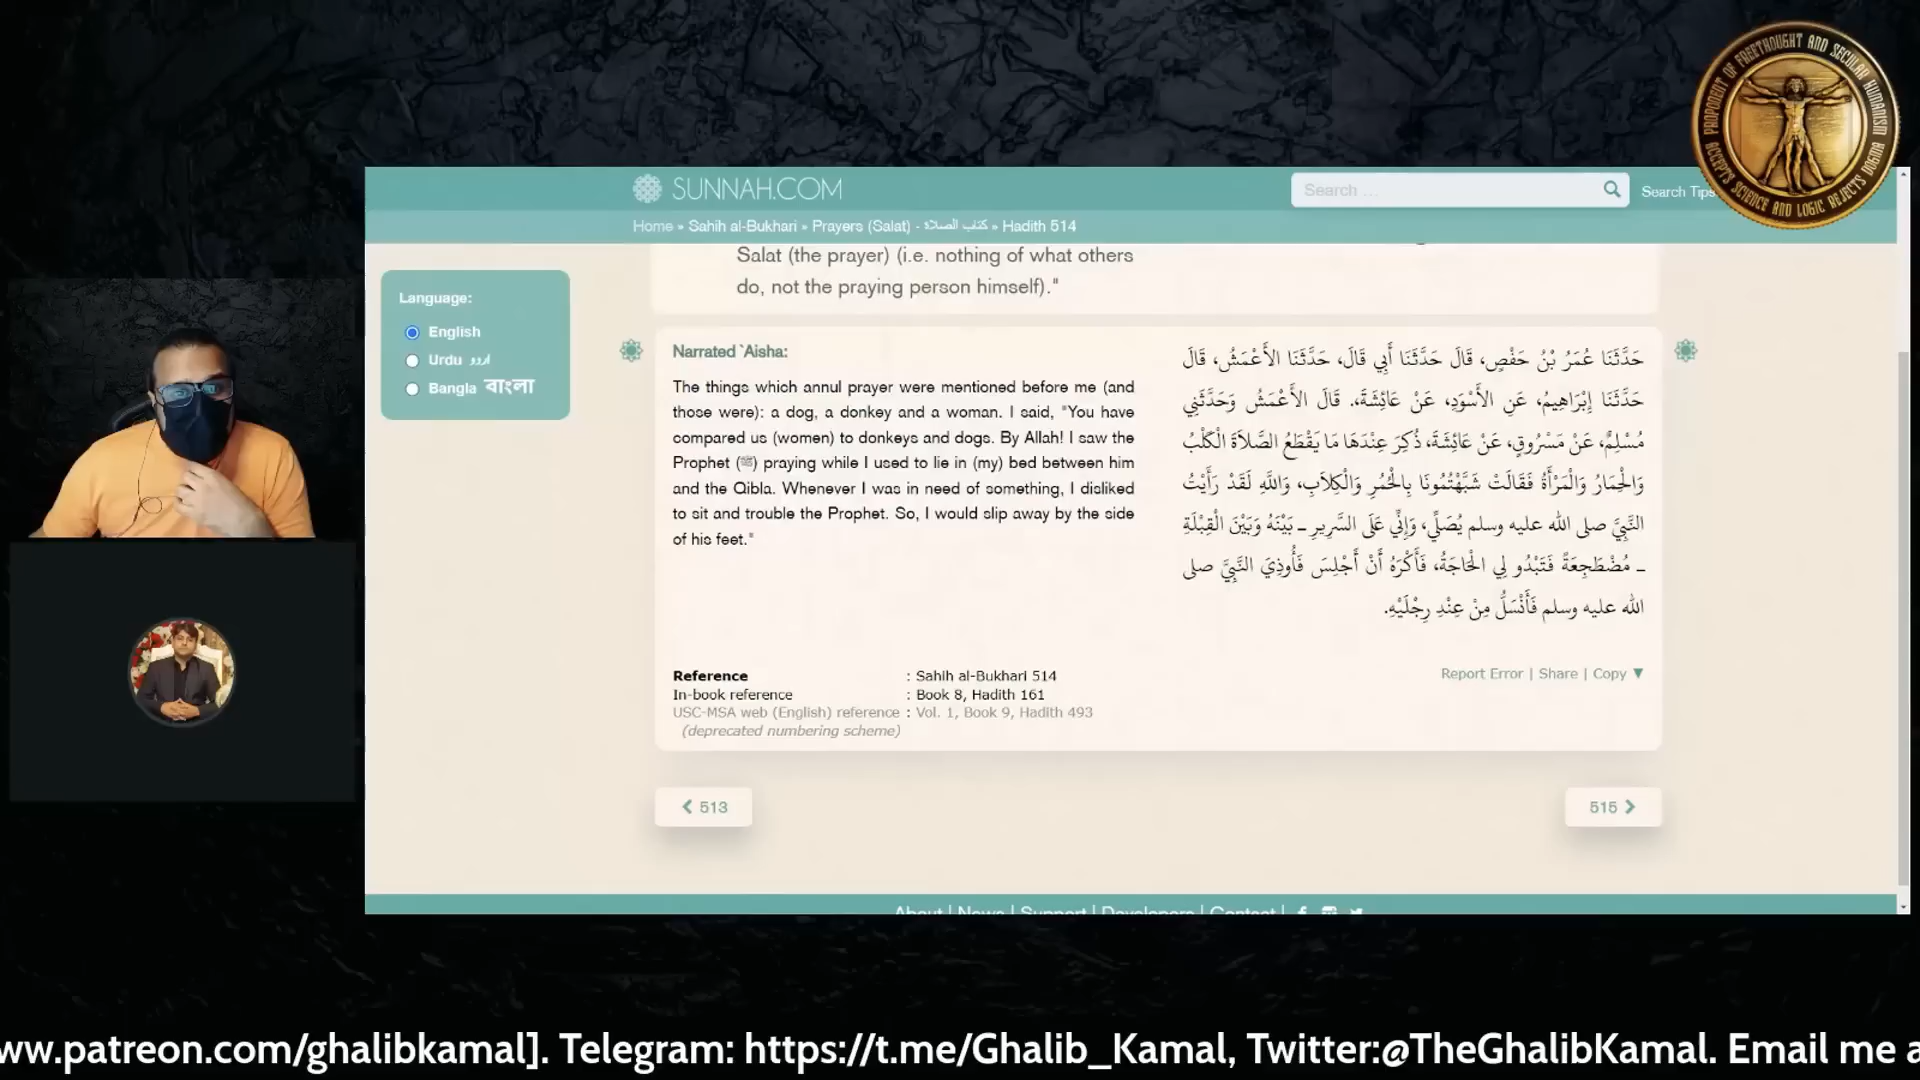 PROPONENT OF FREETHOUGHT AND SECULAR HUMANISM
ACCEPTS SCIENCE AND LOGIC REJECTS DOGMA
SUNNAH.COM
Search ...
Search Tips
Home » Sahih al-Bukhari » Prayers (Salat) - كتاب الصلاة » Hadith 514
Salat (the prayer) (i.e. nothing of what others
do, not the praying person himself)."
Language:
English
Urdu اردو
Bangla বাংলা
Narrated `Aisha:
The things which annul prayer were mentioned before me (and
those were): a dog, a donkey and a woman. I said, "You have
compared us (women) to donkeys and dogs. By Allah! I saw the
Prophet (ﷺ) praying while I used to lie in (my) bed between him
and the Qibla. Whenever I was in need of something, I disliked
to sit and trouble the Prophet. So, I would slip away by the side
of his feet."
حَدَّثَنَا عُمَرُ بْنُ حَفْصٍ، قَالَ حَدَّثَنَا أَبِي قَالَ، حَدَّثَنَا الأَعْمَشُ، قَالَ
حَدَّثَنَا إِبْرَاهِيمُ، عَنِ الأَسْوَدِ، عَنْ عَائِشَةَ،. قَالَ الأَعْمَشُ وَحَدَّثَنِي
مُسْلِمٌ، عَنْ مَسْرُوقٍ، عَنْ عَائِشَةَ، ذُكِرَ عِنْدَهَا مَا يَقْطَعُ الصَّلاَةَ الْكَلْبُ
وَالْحِمَارُ وَالْمَرْأَةُ فَقَالَتْ شَبَّهْتُمُونَا بِالْحُمُرِ وَالْكِلاَبِ، وَاللَّهِ لَقَدْ رَأَيْتُ
النَّبِيَّ صلى الله عليه وسلم يُصَلِّي، وَإِنِّي عَلَى السَّرِيرِ ـ بَيْنَهُ وَبَيْنَ الْقِبْلَةِ
ـ مُضْطَجِعَةً فَتَبْدُو لِي الْحَاجَةُ، فَأَكْرَهُ أَنْ أَجْلِسَ فَأُوذِيَ النَّبِيَّ صلى
الله عليه وسلم فَأَنْسَلُّ مِنْ عِنْدِ رِجْلَيْهِ.
Reference : Sahih al-Bukhari 514
In-book reference : Book 8, Hadith 161
USC-MSA web (English) reference : Vol. 1, Book 9, Hadith 493
(deprecated numbering scheme)
Report Error | Share | Copy ▼
513
515
About | News | Support | Developers | Contact |
ww.patreon.com/ghalibkamal]. Telegram: https://t.me/Ghalib_Kamal, Twitter:@TheGhalibKamal. Email me a